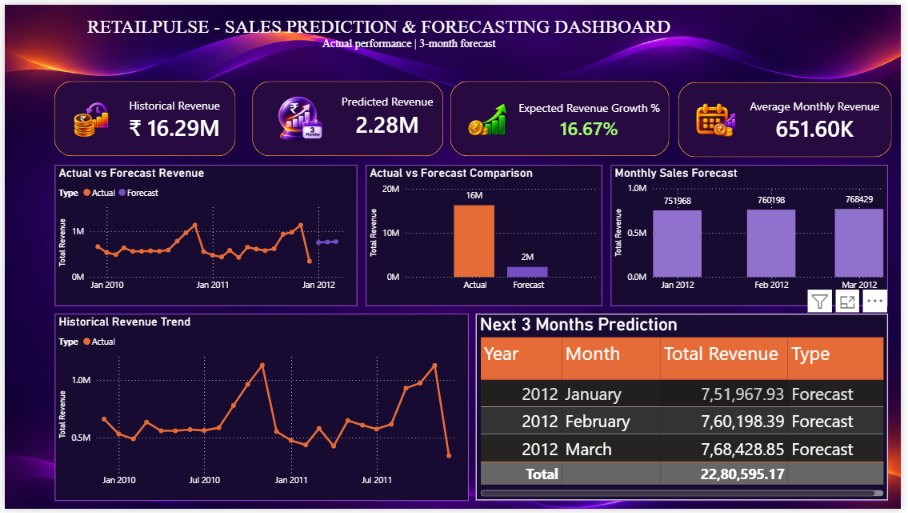 RETAILPULSE - SALES PREDICTION & FORECASTING DASHBOARD
Actual performance | 3-month forecast
Historical Revenue
₹ 16.29M
₹
3
Months
Predicted Revenue
2.28M
Expected Revenue Growth %
16.67%
Average Monthly Revenue
651.60K
Actual vs Forecast Revenue
Type Actual Forecast
Total Revenue
1M
0M
Jan 2010 Jan 2011 Jan 2012
Actual vs Forecast Comparison
Total Revenue
20M
10M
0M
16M
2M
Actual Forecast
Monthly Sales Forecast
Total Revenue
1.0M
0.5M
0.0M
751968 760198 768429
Jan 2012 Feb 2012 Mar 2012
Historical Revenue Trend
Type Actual
Total Revenue
1.0M
0.5M
Jan 2010 Jul 2010 Jan 2011 Jul 2011
Next 3 Months Prediction
Year Month Total Revenue Type
2012 January 7,51,967.93 Forecast
2012 February 7,60,198.39 Forecast
2012 March 7,68,428.85 Forecast
Total 22,80,595.17